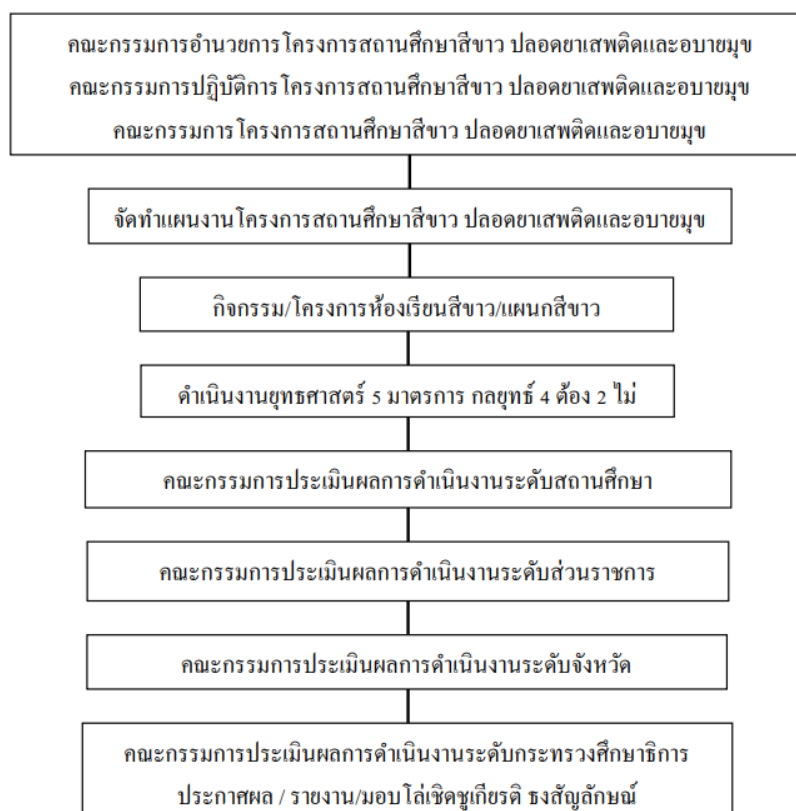 คณะกรรมการอำนวยการโครงการสถานศึกษาสีขาว ปลอดยาเสพติดและอบายมุข
คณะกรรมการปฏิบัติการโครงการสถานศึกษาสีขาว ปลอดยาเสพติดและอบายมุข
คณะกรรมการโครงการสถานศึกษาสีขาว ปลอดยาเสพติดและอบายมุข
จัดทำแผนงานโครงการสถานศึกษาสีขาว ปลอดยาเสพติดและอบายมุข
กิจกรรม/โครงการห้องเรียนสีขาว/แผนกสีขาว
ดำเนินงานยุทธศาสตร์ 5 มาตรการ กลยุทธ์ 4 ต้อง 2 ไม่
คณะกรรมการประเมินผลการดำเนินงานระดับสถานศึกษา
คณะกรรมการประเมินผลการดำเนินงานระดับส่วนราชการ
คณะกรรมการประเมินผลการดำเนินงานระดับจังหวัด
คณะกรรมการประเมินผลการดำเนินงานระดับกระทรวงศึกษาธิการ
ประกาศผล / รายงาน/มอบโล่เชิดชูเกียรติ ธงสัญลักษณ์